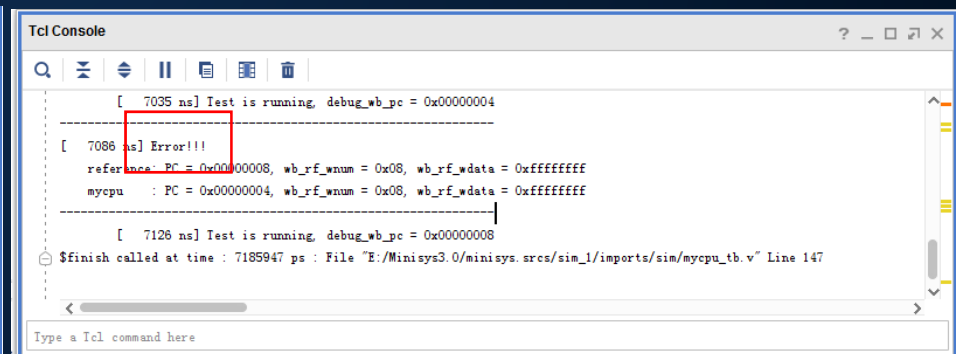 Tcl Console
[ 7035 ns] Test is running, debug_wb_pc = 0x00000004
--------------------------------------------------------------
[ 7086 ns] Error!!!
reference: PC = 0x00000008, wb_rf_wnum = 0x08, wb_rf_wdata = 0xffffffff
mycpu : PC = 0x00000004, wb_rf_wnum = 0x08, wb_rf_wdata = 0xffffffff
--------------------------------------------------------------
[ 7126 ns] Test is running, debug_wb_pc = 0x00000008
$finish called at time : 7185947 ps : File "E:/Minisys3.0/minisys.srcs/sim_1/imports/sim/mycpu_tb.v" Line 147
Type a Tcl command here